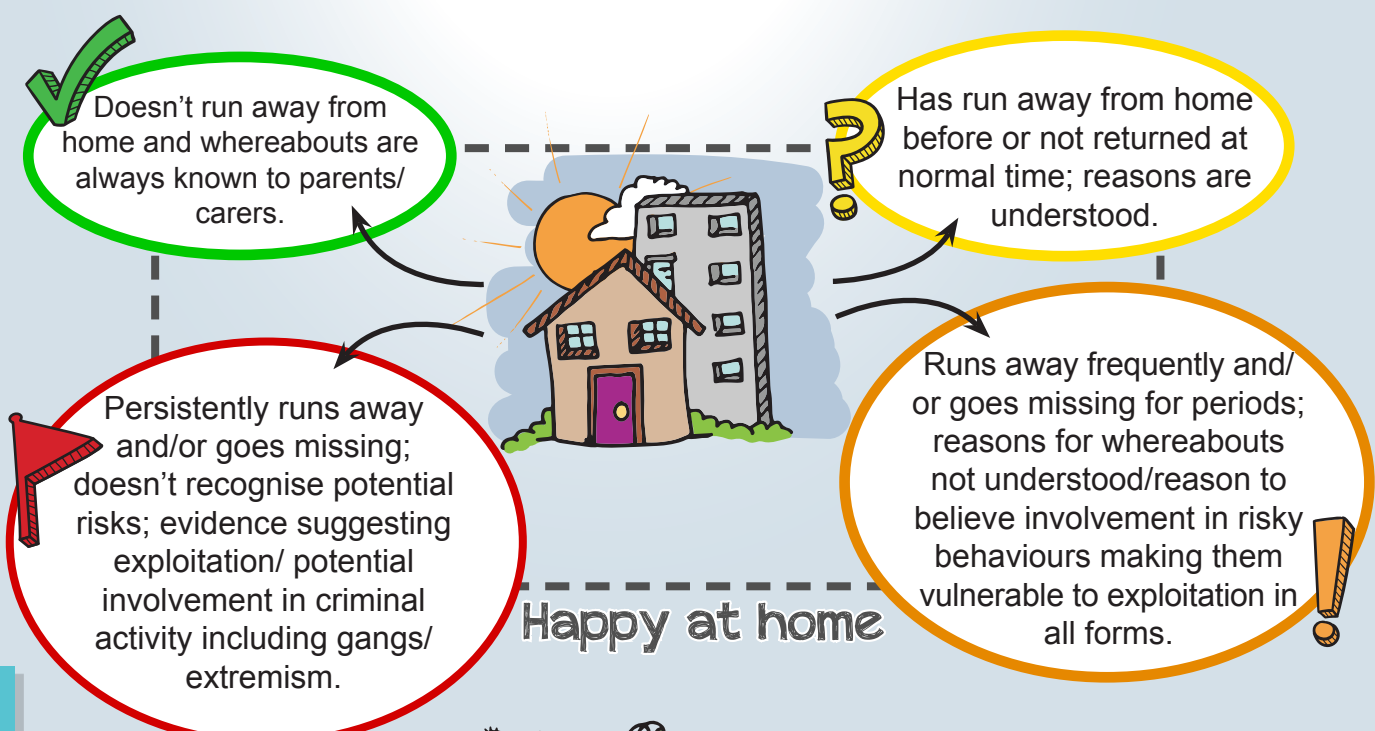 Doesn't run away from
home and whereabouts are
always known to parents/
carers.
Has run away from home
before or not returned at
normal time; reasons are
understood.
Persistently runs away
and/or goes missing;
doesn't recognise potential
risks; evidence suggesting
exploitation/ potential
involvement in criminal
activity including gangs/
extremism.
Runs away frequently and/
or goes missing for periods;
reasons for whereabouts
not understood/reason to
believe involvement in risky
behaviours making them
vulnerable to exploitation in
all forms.
Happy at home